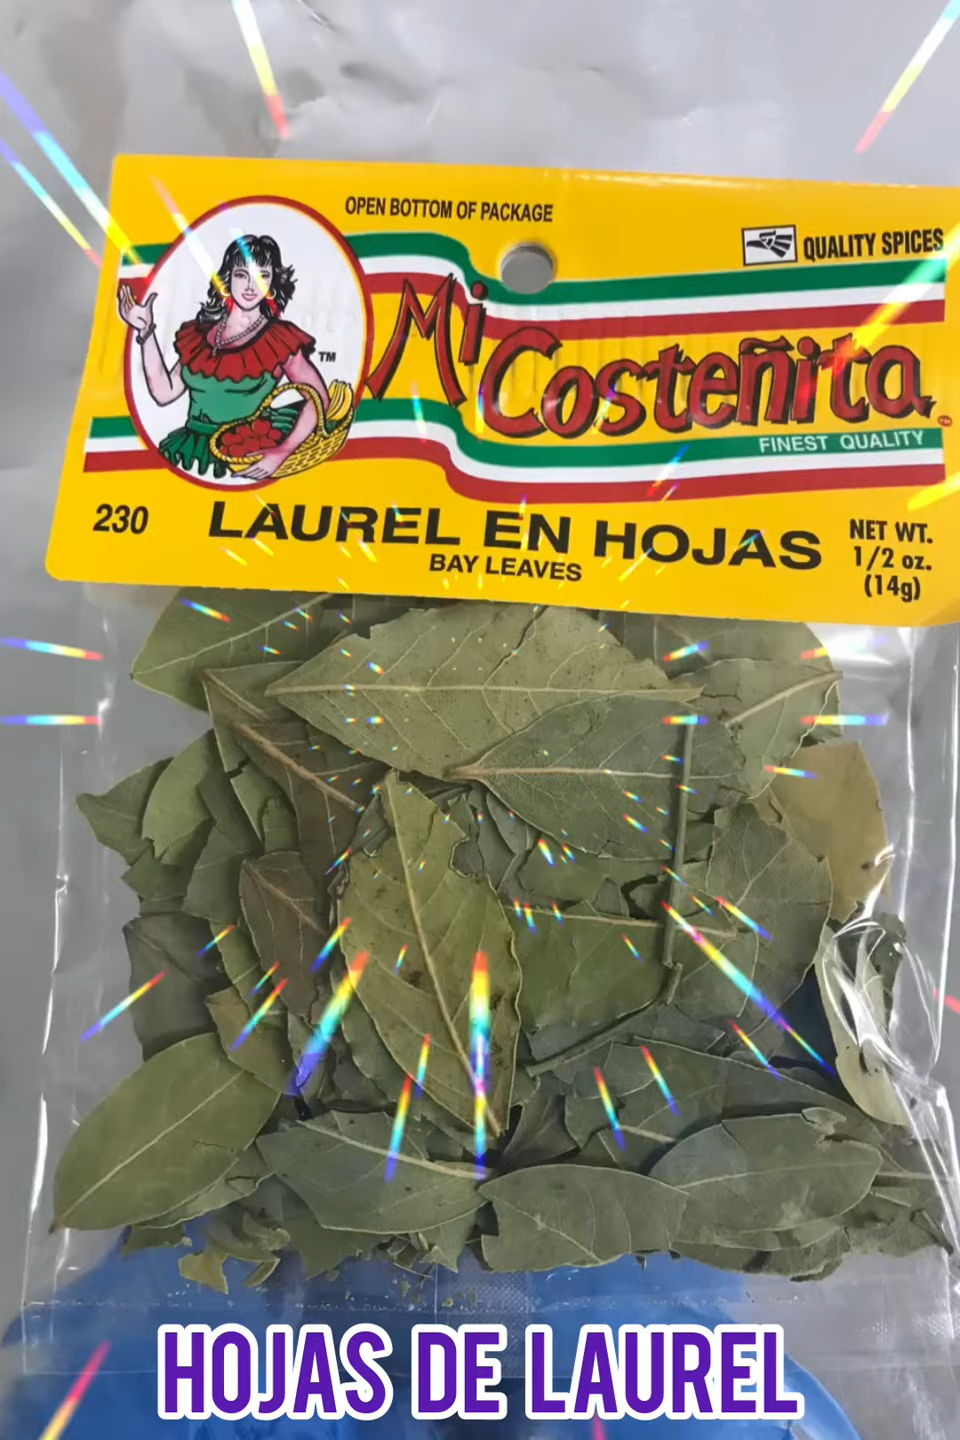 OPEN BOTTOM OF PACKAGE
QUALITY SPICES
TM
Mi Costeñita
FINEST QUALITY
230
LAUREL EN HOJAS
BAY LEAVES
NET WT.
1/2 oz.
(14g)
HOJAS DE LAUREL